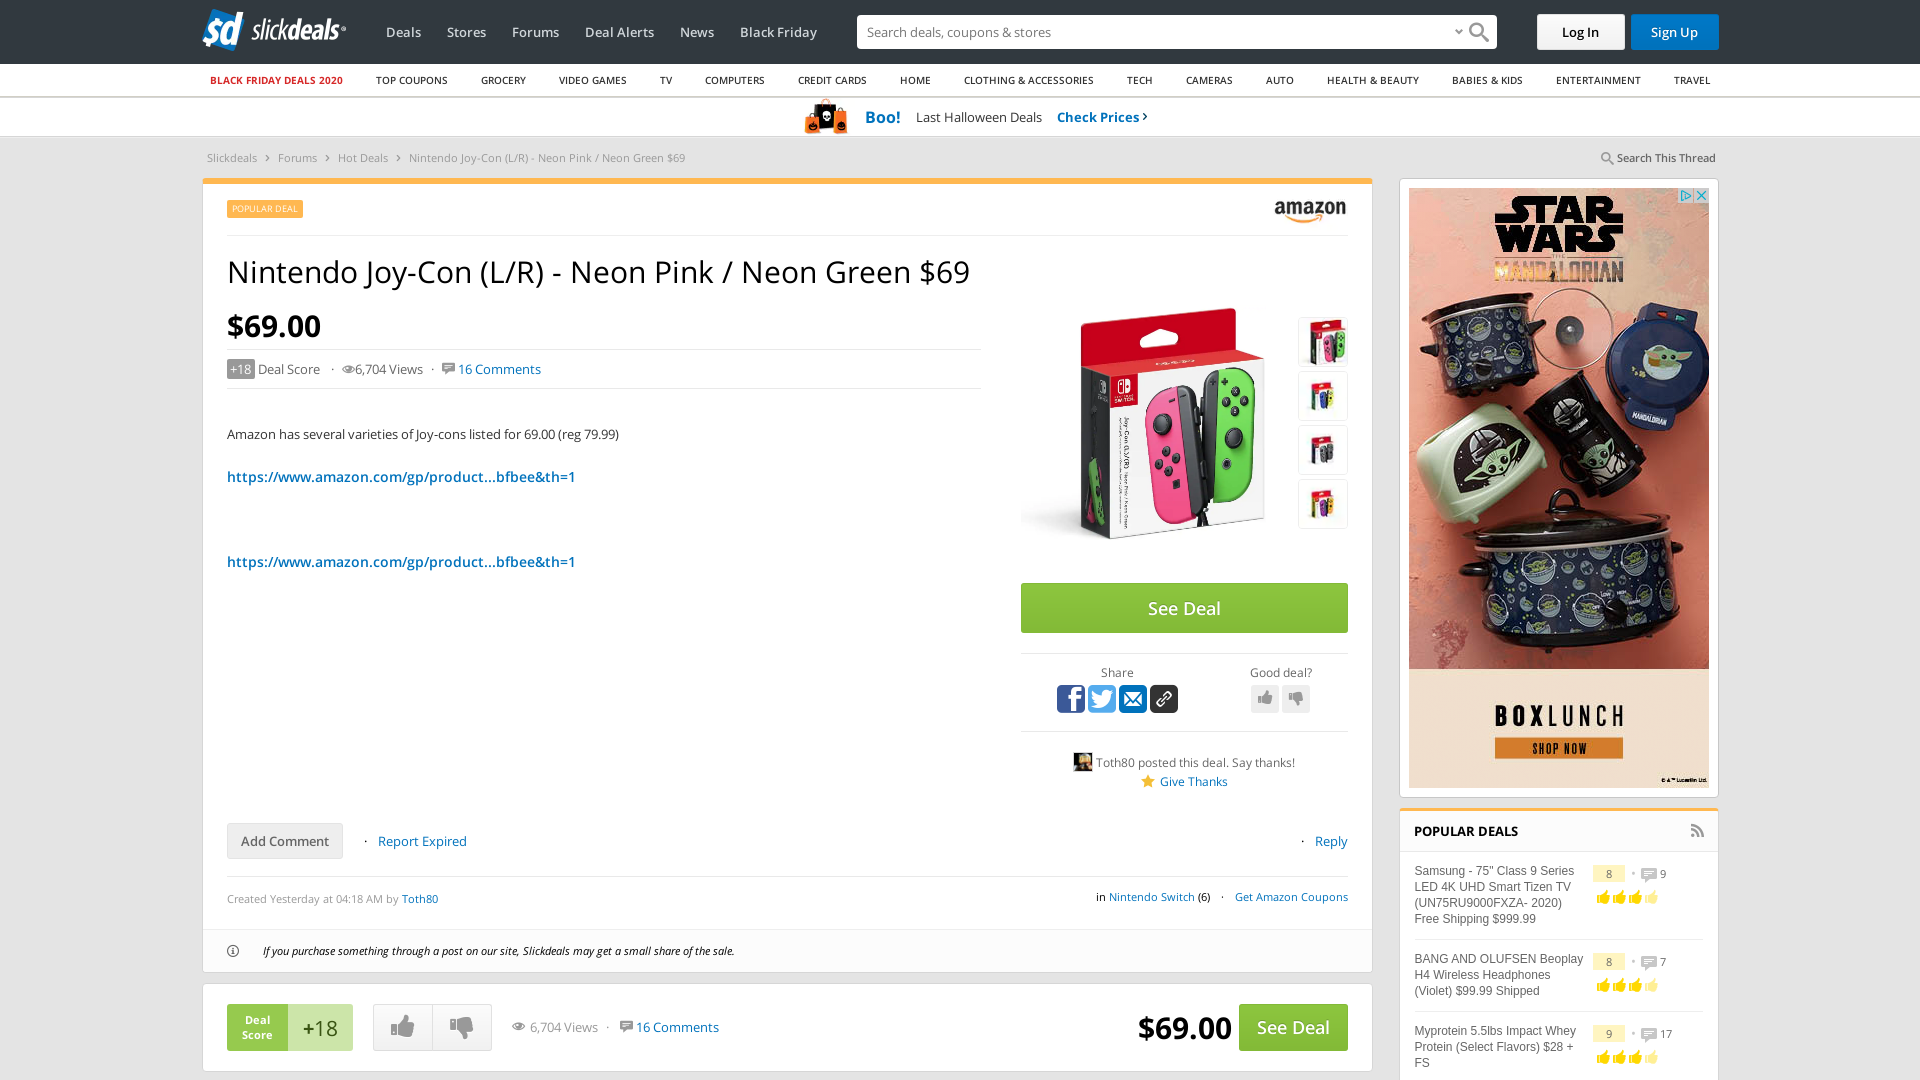 sd slickdeals
Deals
Stores
Forums
Deal Alerts
News
Black Friday
Search deals, coupons & shopping
Log In
Sign Up
BLACK FRIDAY DEALS 2020
TOP COUPONS
GROCERY
VIDEO GAMES
TV
COMPUTERS
CREDIT CARDS
HOME
CLOTHING & ACCESSORIES
TECH
CAMERAS
AUTO
HEALTH & BEAUTY
BABIES & KIDS
ENTERTAINMENT
TRAVEL
Boo! Last Halloween Deals Check Prices ›
Slickdeals › Forums › Hot Deals › Nintendo Joy-Con (L/R) - Neon Pink / Neon Green $69
Search This Thread
POPULAR DEAL
amazon
Nintendo Joy-Con (L/R) - Neon Pink / Neon Green $69
$69.00
+18 Deal Score · 6,704 Views · 16 Comments
Amazon has several varieties of Joy-cons listed for 69.00 (reg 79.99)
https://www.amazon.com/gp/product...bfbee&th=1
https://www.amazon.com/gp/product...bfbee&th=1
Joy-Con (L)/(R) Neon Pink / Neon Green
See Deal
Share
Good deal?
Toth80 posted this deal. Say thanks!
Give Thanks
Add Comment
· Report Expired
· Reply
Created Yesterday at 04:18 AM by Toth80
in Nintendo Switch (6) · Get Amazon Coupons
If you purchase something through a post on our site, Slickdeals may get a small share of the sale.
Deal Score
+18
6,704 Views · 16 Comments
$69.00
See Deal
STAR WARS
THE MANDALORIAN
MANDALORIAN
BOXLUNCH
SHOP NOW
© & ™ Lucasfilm Ltd.
POPULAR DEALS
Samsung - 75" Class 9 Series
LED 4K UHD Smart Tizen TV
(UN75RU9000FXZA- 2020)
Free Shipping $999.99
8 · 9
BANG AND OLUFSEN Beoplay
H4 Wireless Headphones
(Violet) $99.99 Shipped
8 · 7
Myprotein 5.5lbs Impact Whey
Protein (Select Flavors) $28 +
FS
9 · 17